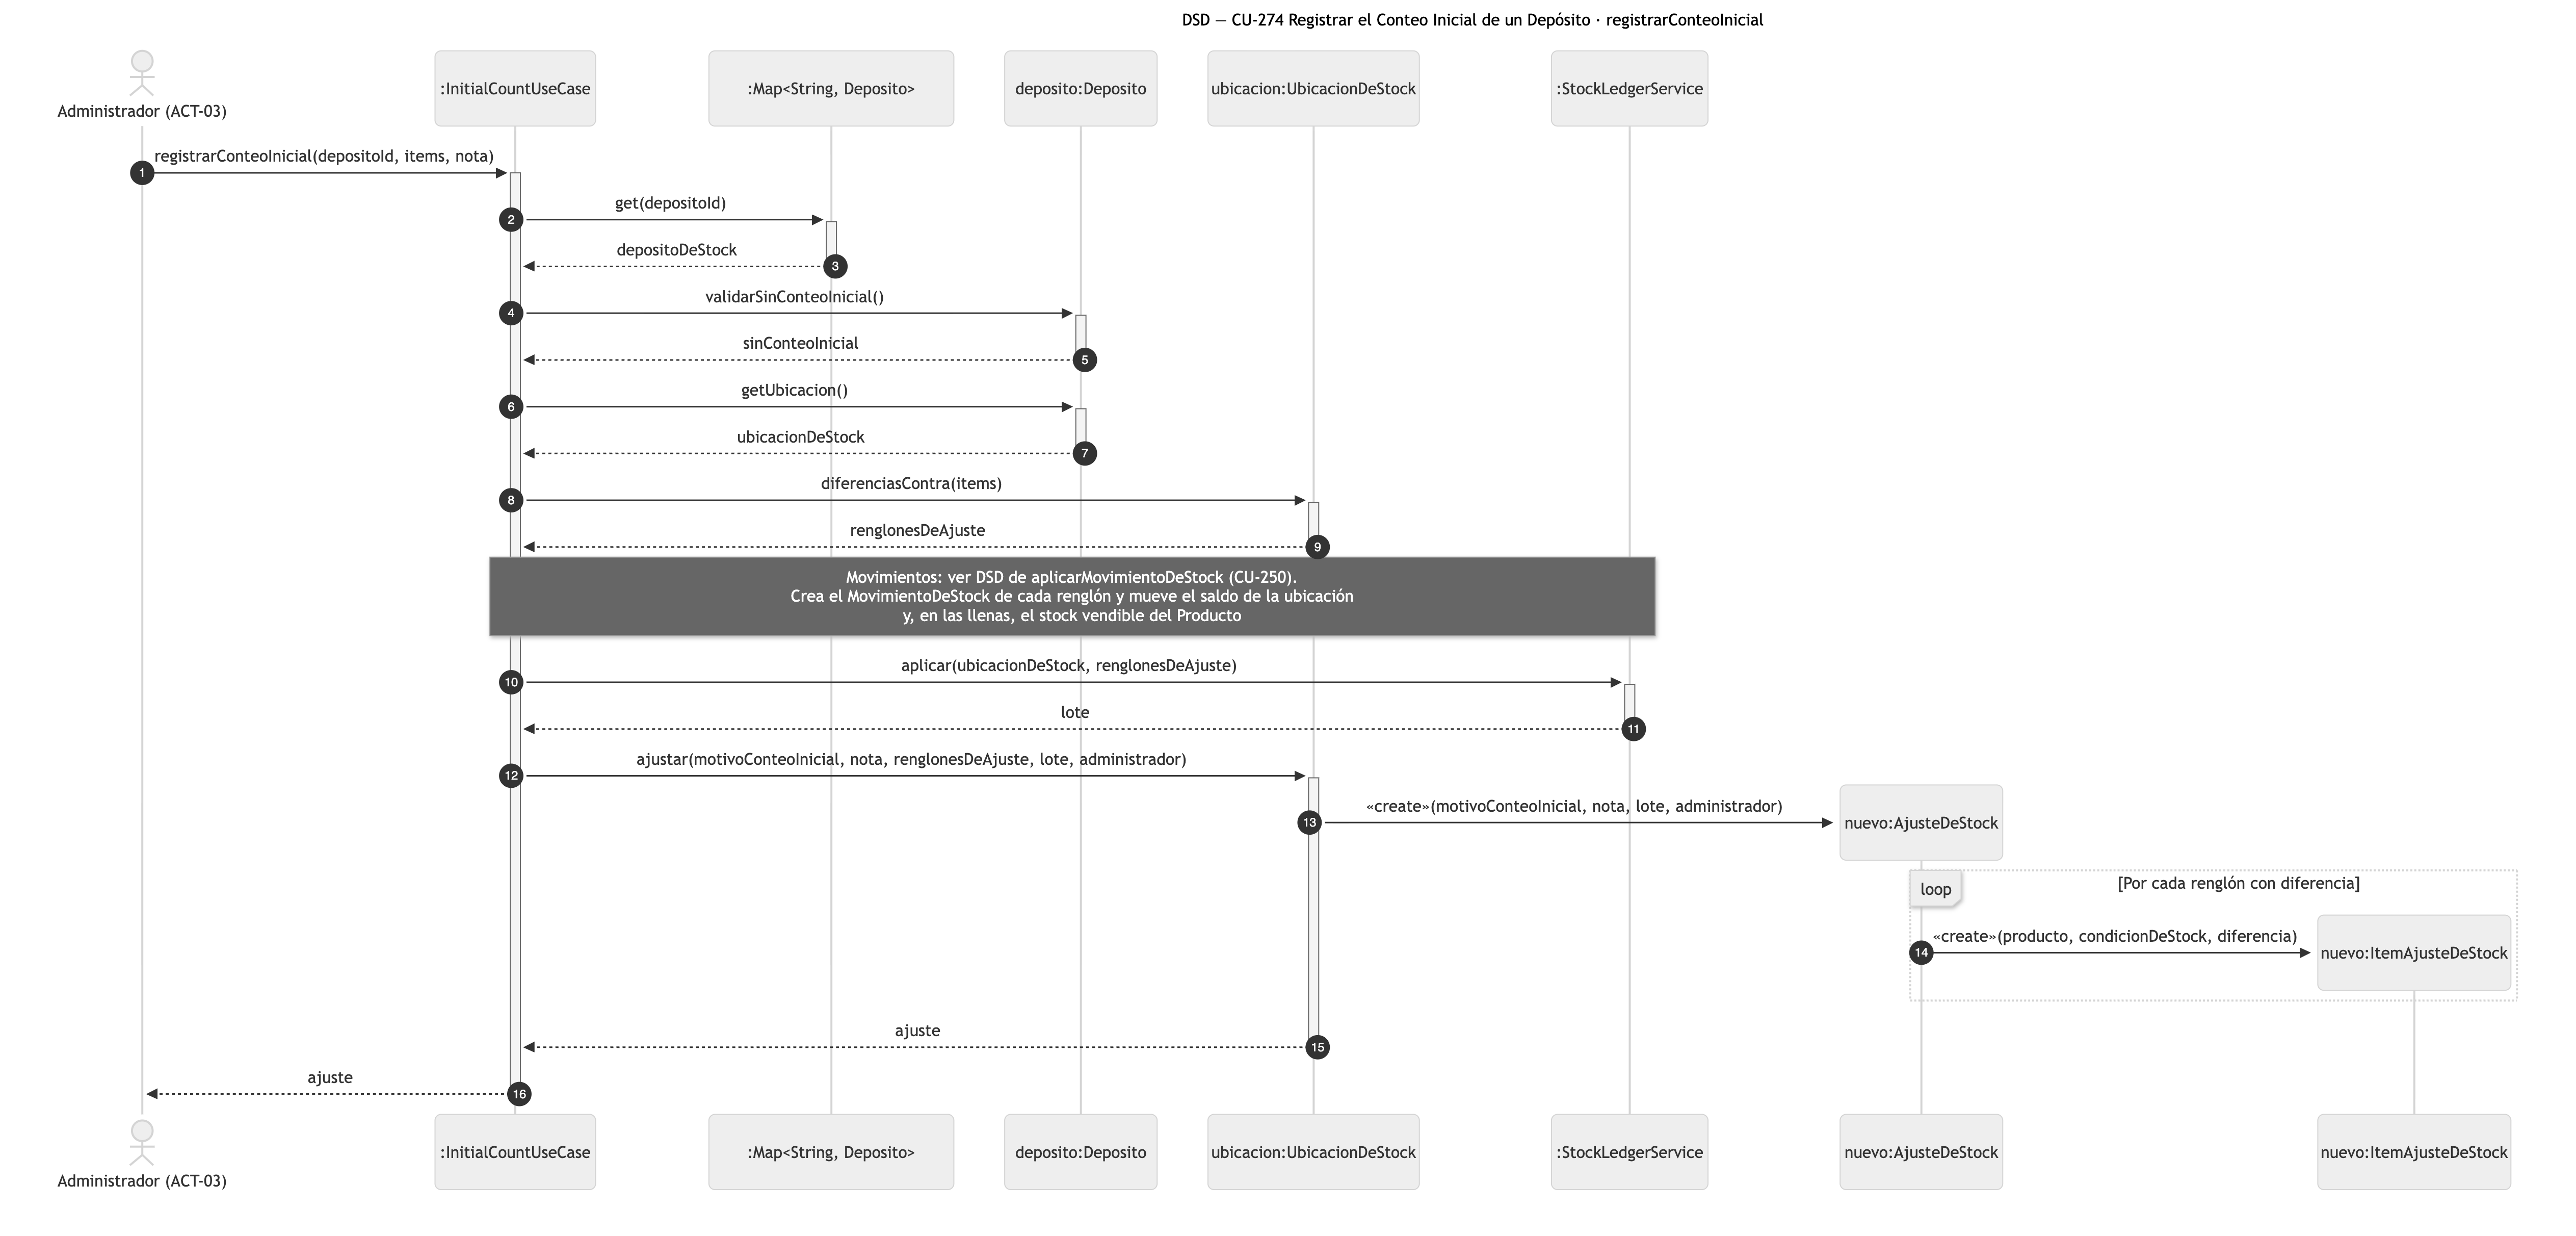 DSD — CU-274 Registrar el Conteo Inicial de un Depósito · registrarConteoInicial
Administrador (ACT-03)
:InitialCountUseCase
:Map<String, Deposito>
deposito:Deposito
ubicacion:UbicacionDeStock
:StockLedgerService
1
registrarConteoInicial(depositoId, items, nota)
2
get(depositoId)
3
depositoDeStock
4
validarSinConteoInicial()
5
sinConteoInicial
6
getUbicacion()
7
ubicacionDeStock
8
diferenciasContra(items)
9
renglonesDeAjuste
Movimientos: ver DSD de aplicarMovimientoDeStock (CU-250).
Crea el MovimientoDeStock de cada renglón y mueve el saldo de la ubicación
y, en las llenas, el stock vendible del Producto
10
aplicar(ubicacionDeStock, renglonesDeAjuste)
11
lote
12
ajustar(motivoConteoInicial, nota, renglonesDeAjuste, lote, administrador)
13
«create»(motivoConteoInicial, nota, lote, administrador)
nuevo:AjusteDeStock
loop
[Por cada renglón con diferencia]
14
«create»(producto, condicionDeStock, diferencia)
nuevo:ItemAjusteDeStock
15
ajuste
16
ajuste
Administrador (ACT-03)
:InitialCountUseCase
:Map<String, Deposito>
deposito:Deposito
ubicacion:UbicacionDeStock
:StockLedgerService
nuevo:AjusteDeStock
nuevo:ItemAjusteDeStock